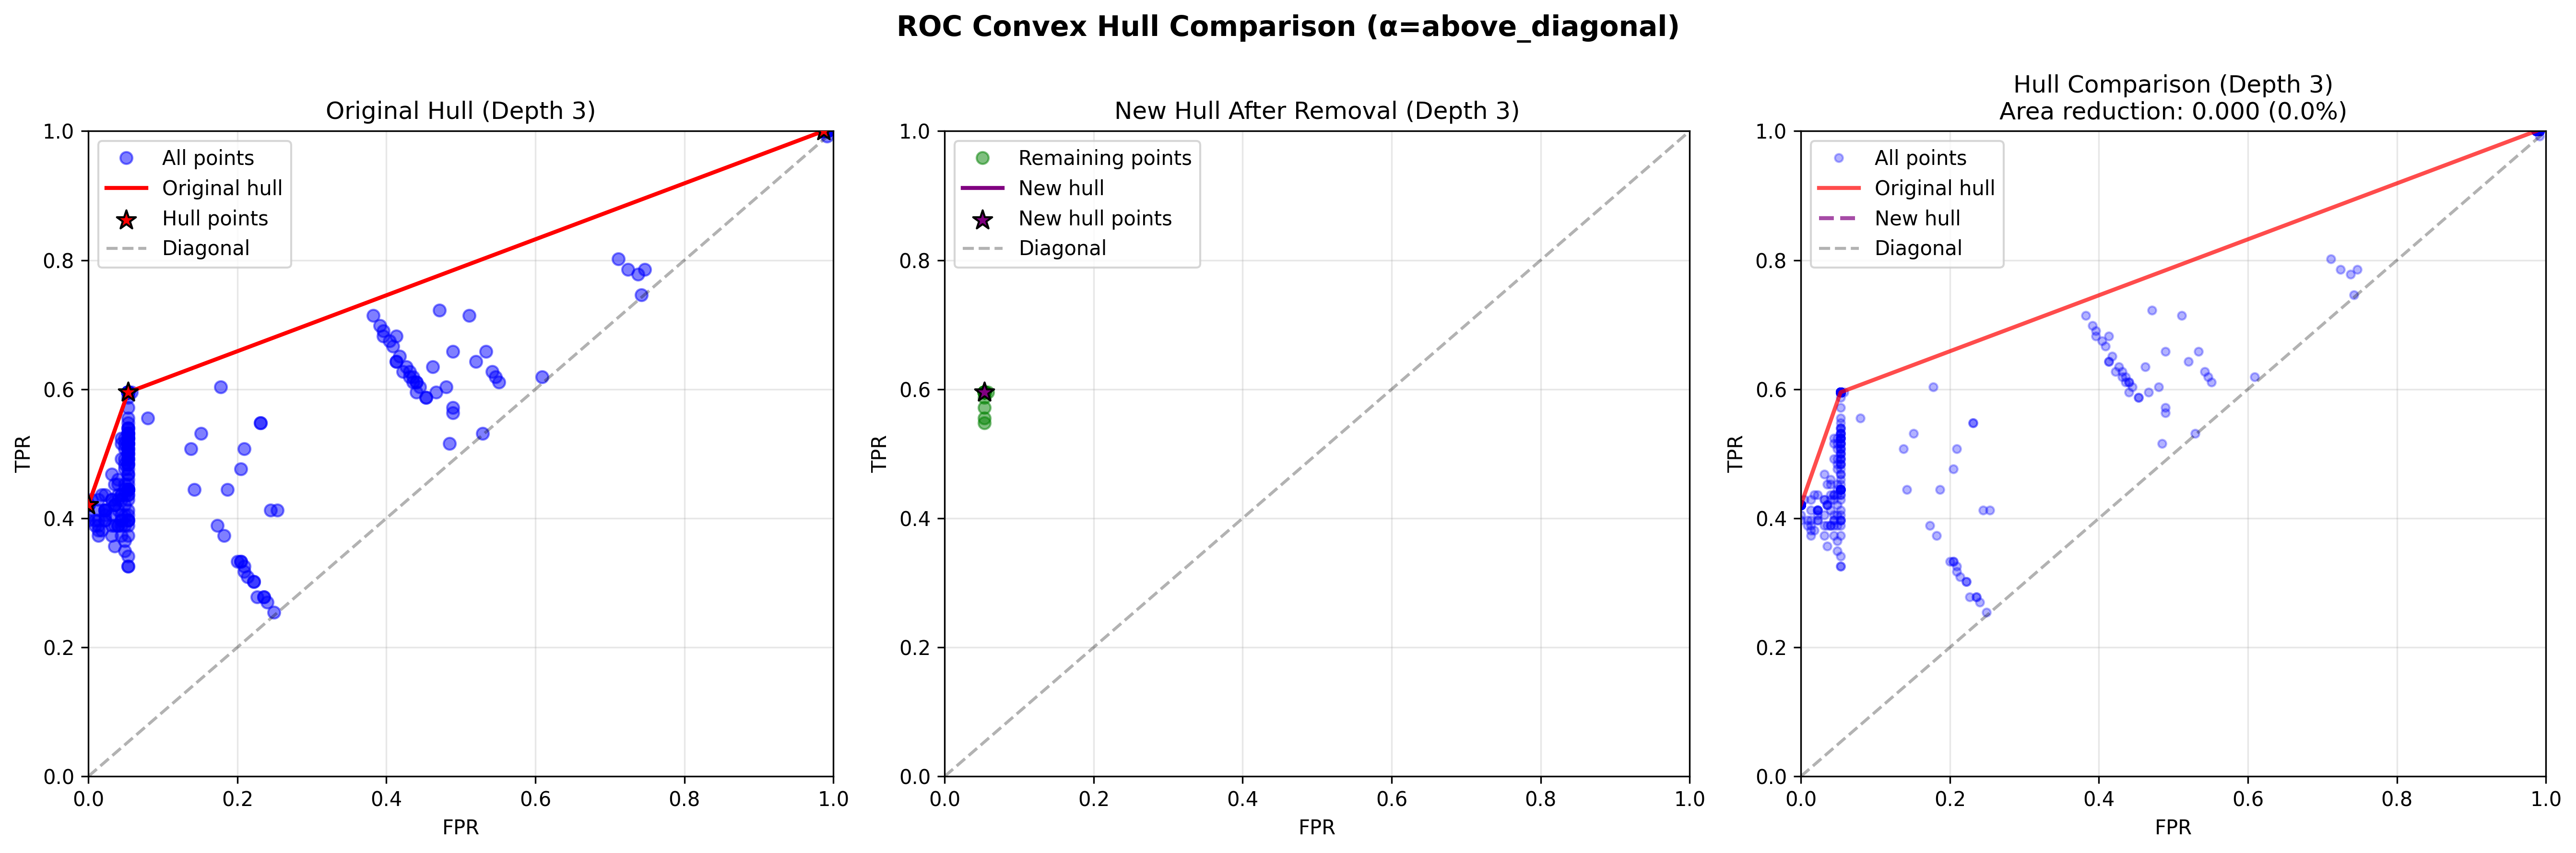 ROC Convex Hull Comparison (α=above_diagonal)
Original Hull (Depth 3)
All points
Original hull
Hull points
Diagonal
1.0
0.8
0.6
0.4
0.2
0.0
TPR
0.0 0.2 0.4 0.6 0.8 1.0
FPR
New Hull After Removal (Depth 3)
Remaining points
New hull
New hull points
Diagonal
1.0
0.8
0.6
0.4
0.2
0.0
TPR
0.0 0.2 0.4 0.6 0.8 1.0
FPR
Hull Comparison (Depth 3)
Area reduction: 0.000 (0.0%)
All points
Original hull
New hull
Diagonal
1.0
0.8
0.6
0.4
0.2
0.0
TPR
0.0 0.2 0.4 0.6 0.8 1.0
FPR